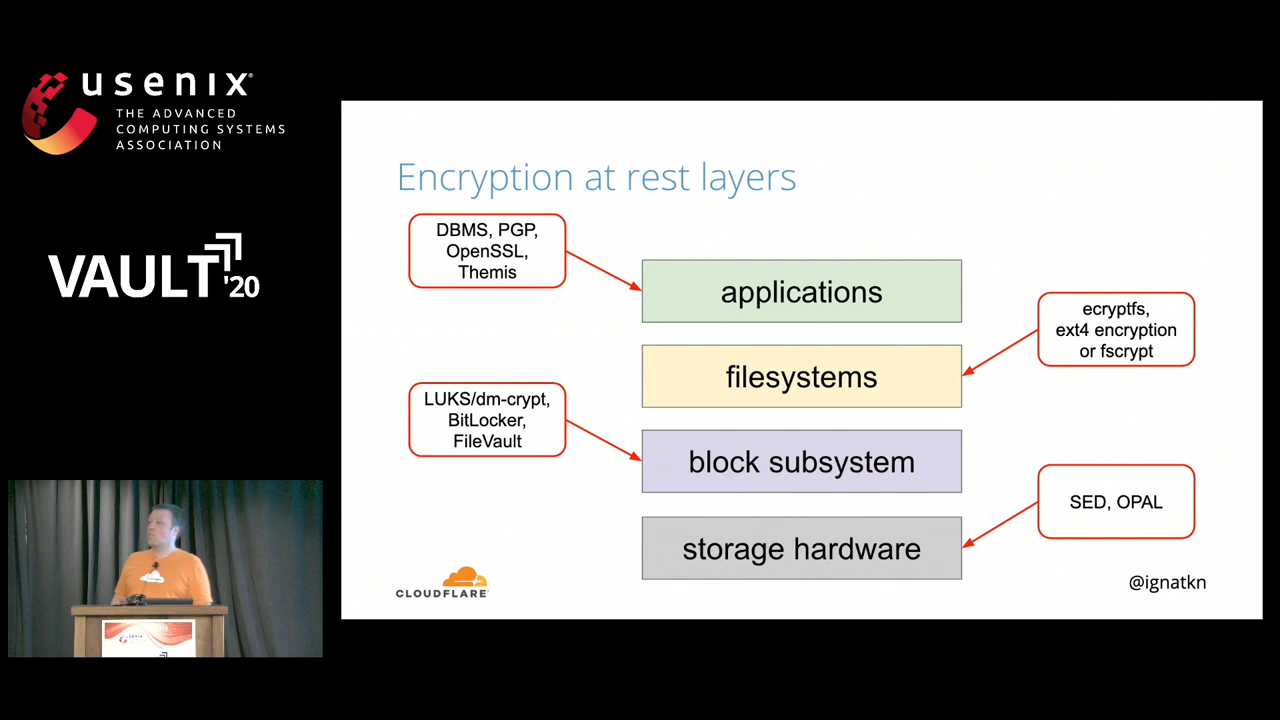 usenix
THE ADVANCED
COMPUTING SYSTEMS
ASSOCIATION
VAULT '20
Encryption at rest layers
DBMS, PGP,
OpenSSL,
Themis
applications
ecryptfs,
ext4 encryption
or fscrypt
filesystems
LUKS/dm-crypt,
BitLocker,
FileVault
block subsystem
SED, OPAL
storage hardware
CLOUDFLARE
@ignatkn
usenix